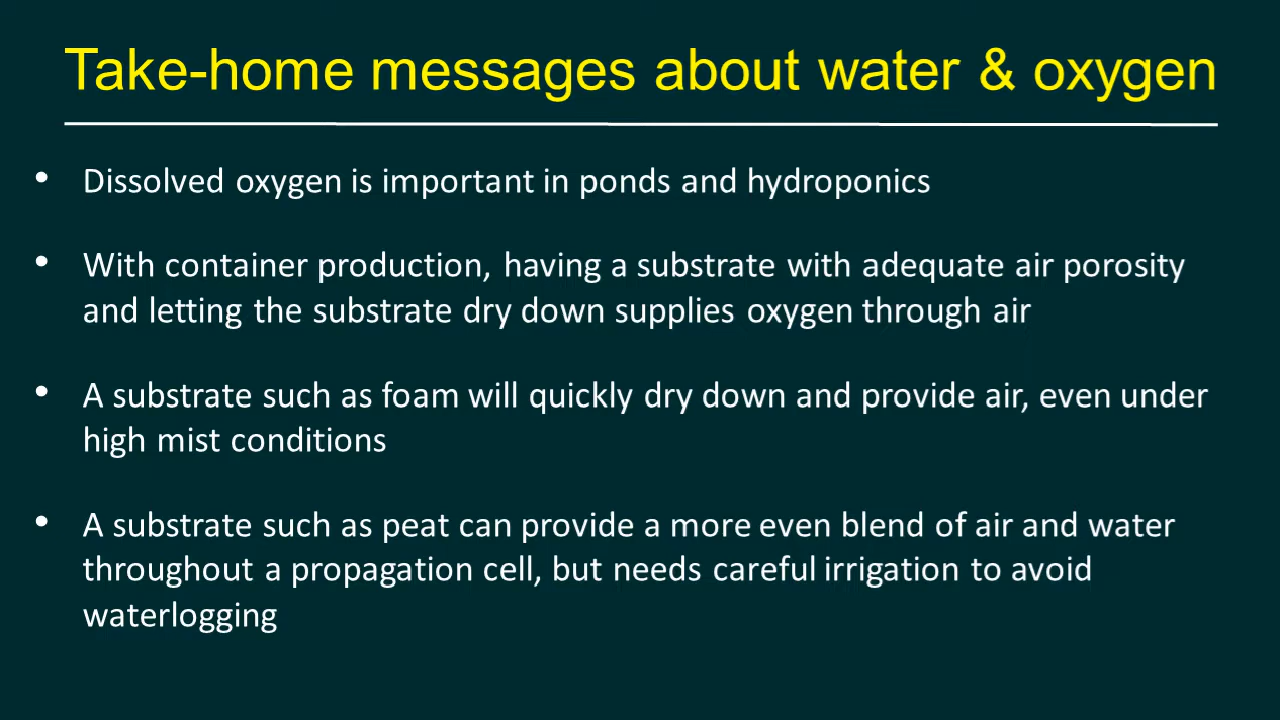 Take-home messages about water & oxygen
• Dissolved oxygen is important in ponds and hydroponics
• With container production, having a substrate with adequate air porosity
and letting the substrate dry down supplies oxygen through air
• A substrate such as foam will quickly dry down and provide air, even under
high mist conditions
• A substrate such as peat can provide a more even blend of air and water
throughout a propagation cell, but needs careful irrigation to avoid
waterlogging